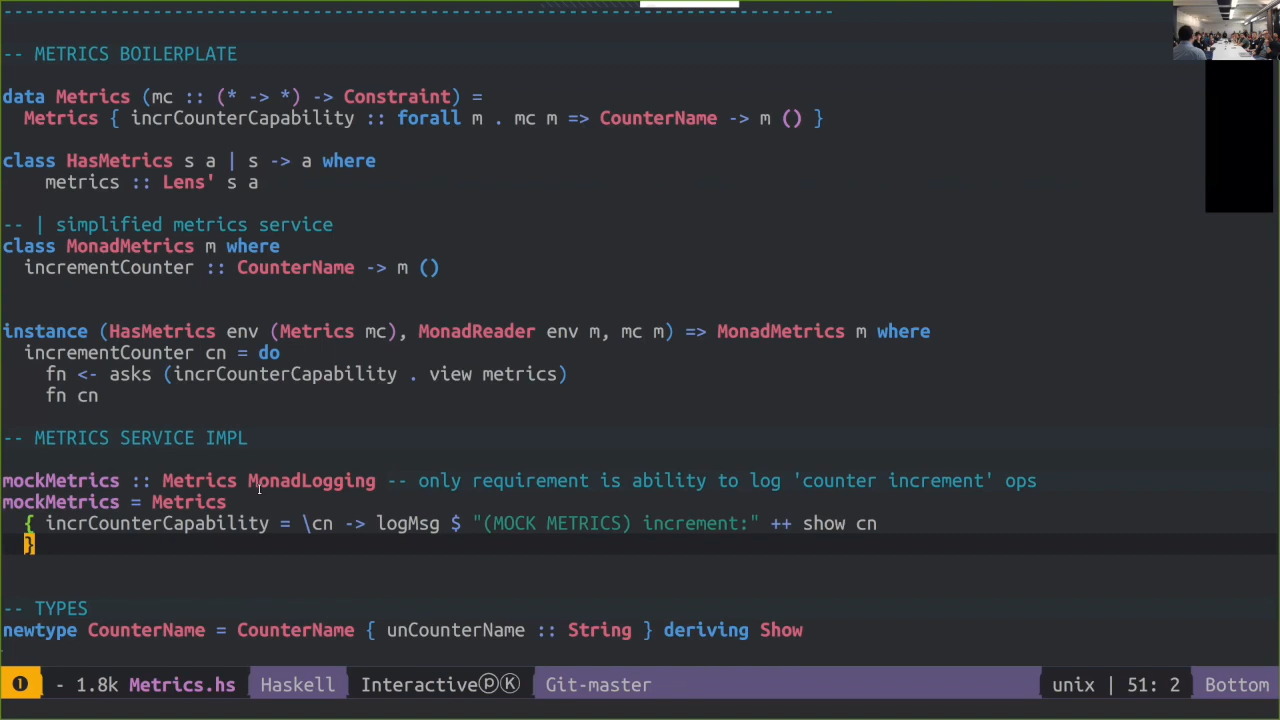 ------------------------------------------------------------------------------
-- METRICS BOILERPLATE
data Metrics (mc :: (* -> *) -> Constraint) =
  Metrics { incrCounterCapability :: forall m . mc m => CounterName -> m () }
class HasMetrics s a | s -> a where
    metrics :: Lens' s a
-- | simplified metrics service
class MonadMetrics m where
  incrementCounter :: CounterName -> m ()
instance (HasMetrics env (Metrics mc), MonadReader env m, mc m) => MonadMetrics m where
  incrementCounter cn = do
    fn <- asks (incrCounterCapability . view metrics)
    fn cn
-- METRICS SERVICE IMPL
mockMetrics :: Metrics MonadLogging -- only requirement is ability to log 'counter increment' ops
mockMetrics = Metrics
  { incrCounterCapability = \cn -> logMsg $ "(MOCK METRICS) increment:" ++ show cn
  }
-- TYPES
newtype CounterName = CounterName { unCounterName :: String } deriving Show
❶ - 1.8k Metrics.hs Haskell InteractiveⓟⓀ Git-master unix | 51: 2 Bottom